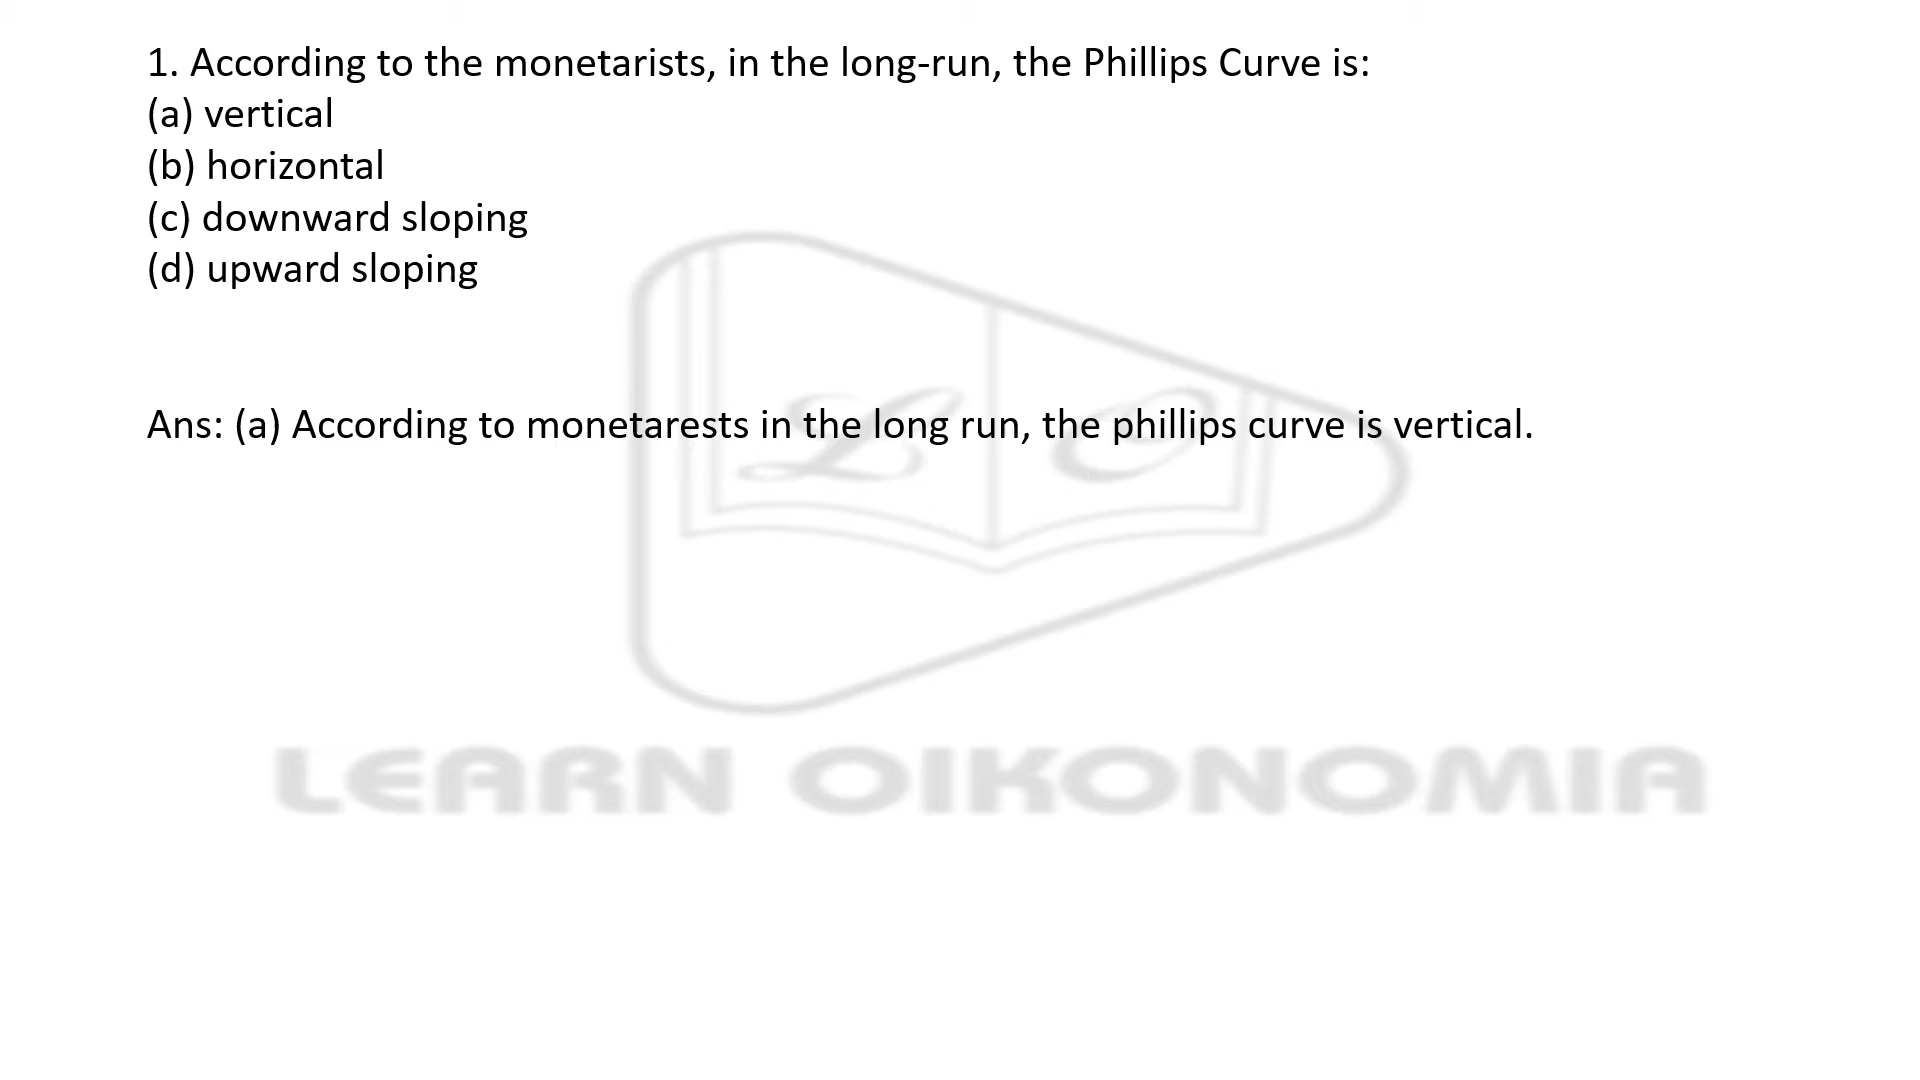 1. According to the monetarists, in the long-run, the Phillips Curve is:
(a) vertical
(b) horizontal
(c) downward sloping
(d) upward sloping
Ans: (a) According to monetarests in the long run, the phillips curve is vertical.
L O
LEARN OIKONOMIA